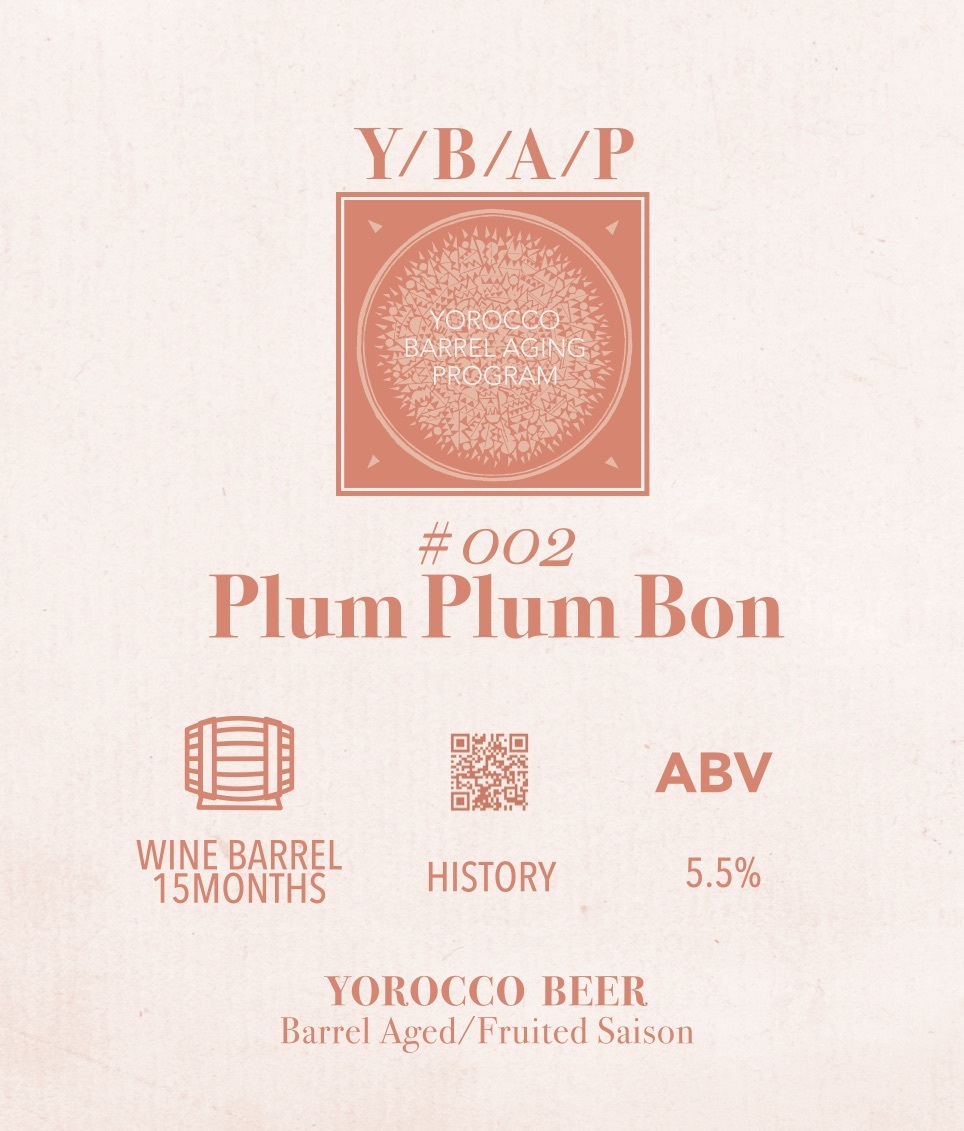 Y/B/A/P
YOROCCO
BARREL AGING
PROGRAM
#002
Plum Plum Bon
WINE BARREL
15MONTHS
HISTORY
ABV
5.5%
YOROCCO BEER
Barrel Aged/Fruited Saison